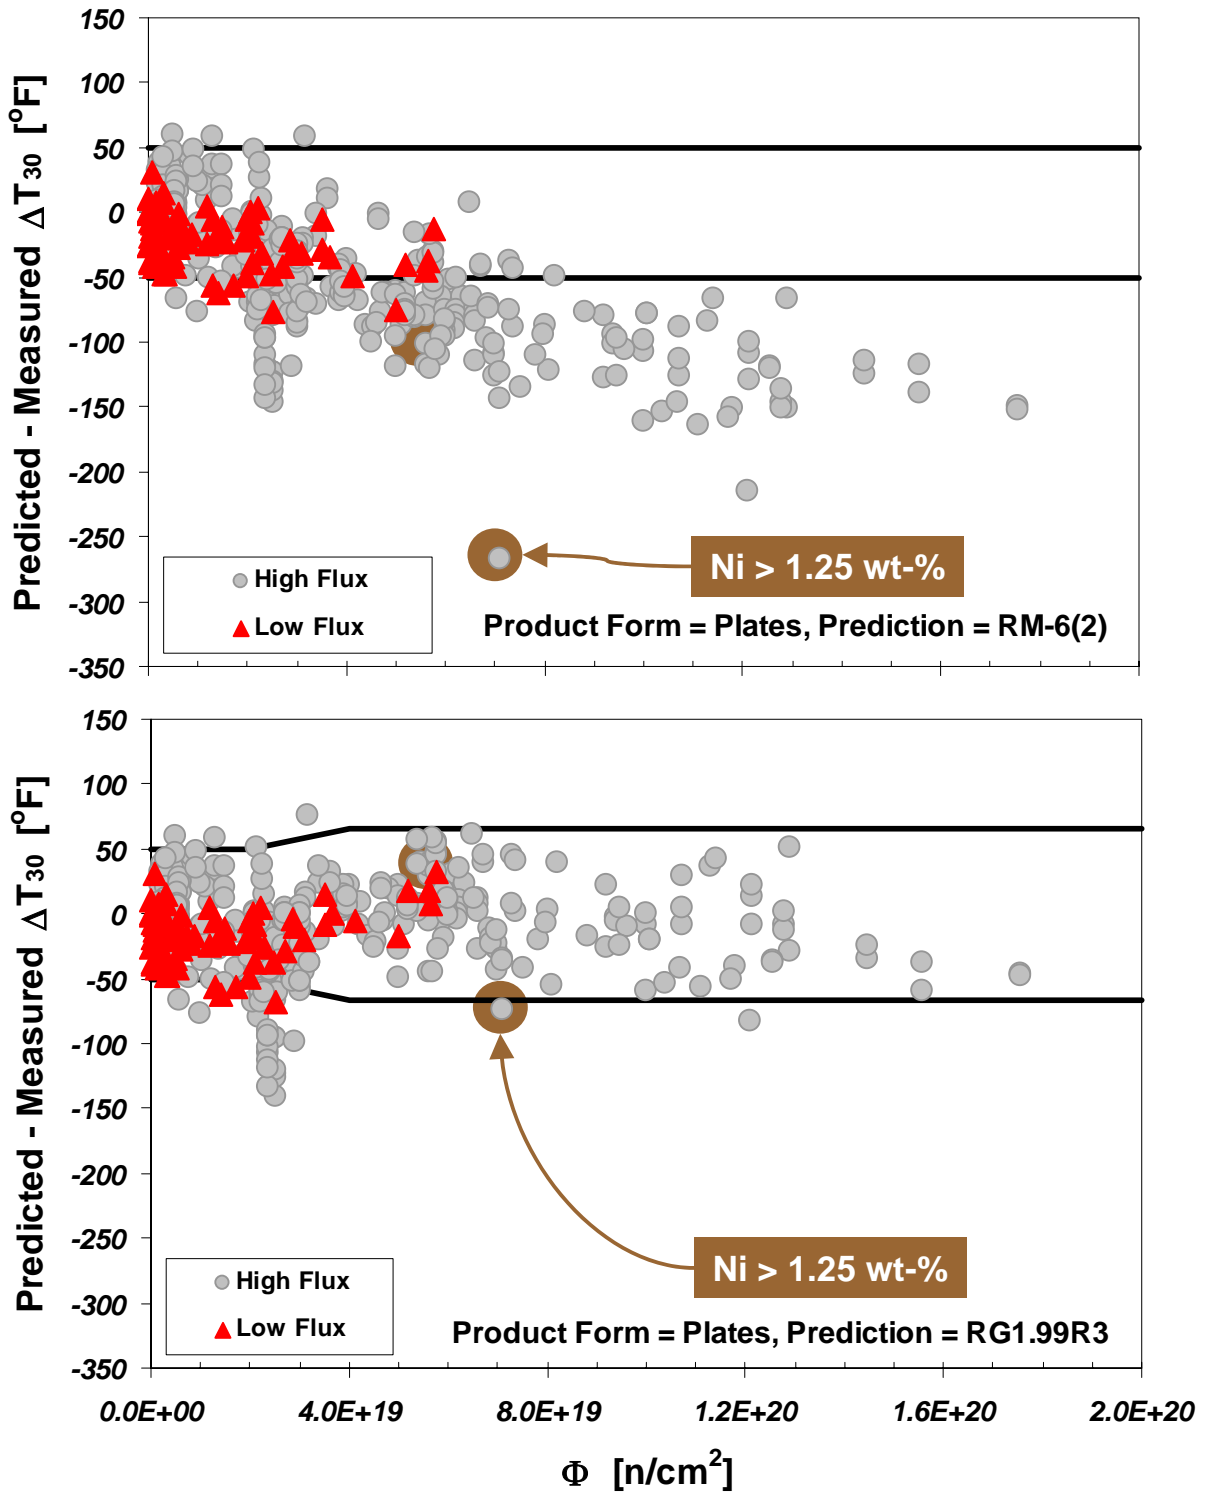 Predicted - Measured ΔT30 [oF]
150
100
50
0
-50
-100
-150
-200
-250
-300
-350
High Flux
Low Flux
Ni > 1.25 wt-%
Product Form = Plates, Prediction = RM-6(2)
Predicted - Measured ΔT30 [oF]
150
100
50
0
-50
-100
-150
-200
-250
-300
-350
High Flux
Low Flux
Ni > 1.25 wt-%
Product Form = Plates, Prediction = RG1.99R3
0.0E+00 4.0E+19 8.0E+19 1.2E+20 1.6E+20 2.0E+20
Φ [n/cm2]